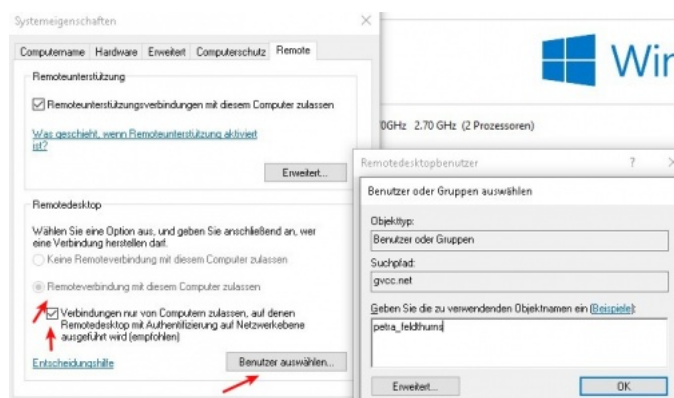 Systemeigenschaften
Computername Hardware Erweitert Computerschutz Remote
Remoteunterstützung
Remoteunterstützungsverbindungen mit diesem Computer zulassen
Was geschieht, wenn Remoteunterstützung aktiviert
ist?
Erweitert...
Remotedesktop
Wählen Sie eine Option aus, und geben Sie anschließend an, wer
eine Verbindung herstellen darf.
Keine Remoteverbindung mit diesem Computer zulassen
Remoteverbindung mit diesem Computer zulassen
Verbindungen nur von Computern zulassen, auf denen
Remotedesktop mit Authentifizierung auf Netzwerkebene
ausgeführt wird (empfohlen)
Entscheidungshilfe
Benutzer auswählen...
Win
0GHz 2.70 GHz (2 Prozessoren)
Remotedesktopbenutzer ?
Benutzer oder Gruppen auswählen
Objekttyp:
Benutzer oder Gruppen
Suchpfad:
gvcc.net
Geben Sie die zu verwendenden Objektnamen ein (Beispiele):
petra_feldthurns
Erweitert...
OK